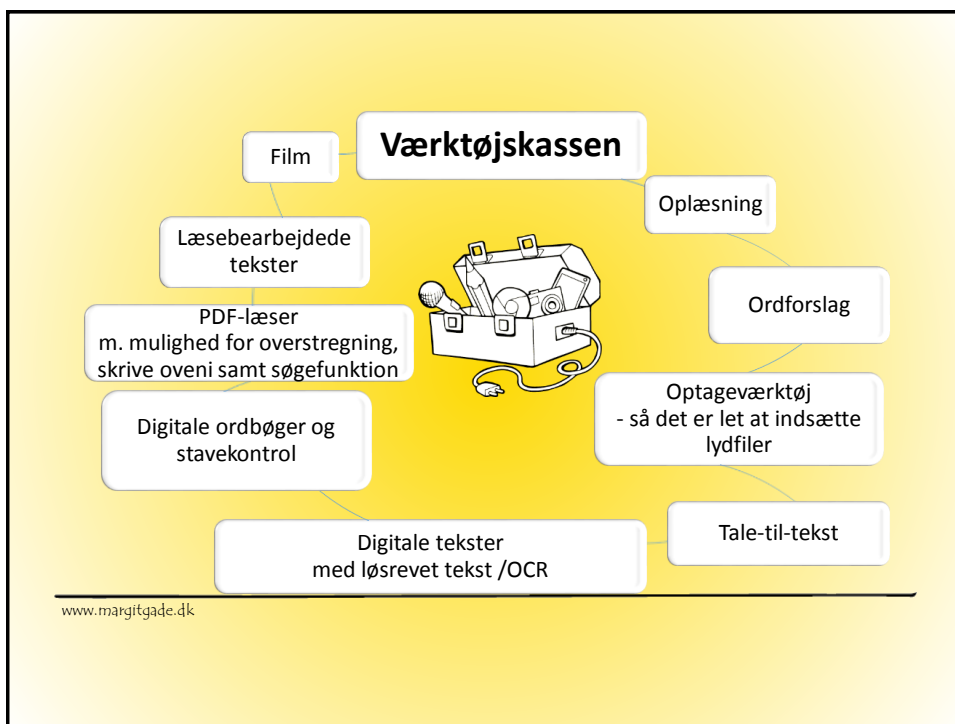 Værktøjskassen
Oplæsning
Ordforslag
Optageværktøj
- så det er let at indsætte
lydfiler
Tale-til-tekst
Digitale tekster
med løsrevet tekst /OCR
Digitale ordbøger og
stavekontrol
PDF-læser
m. mulighed for overstregning,
skrive oveni samt søgefunktion
Læsebearbejdede
tekster
Film
www.margitgade.dk